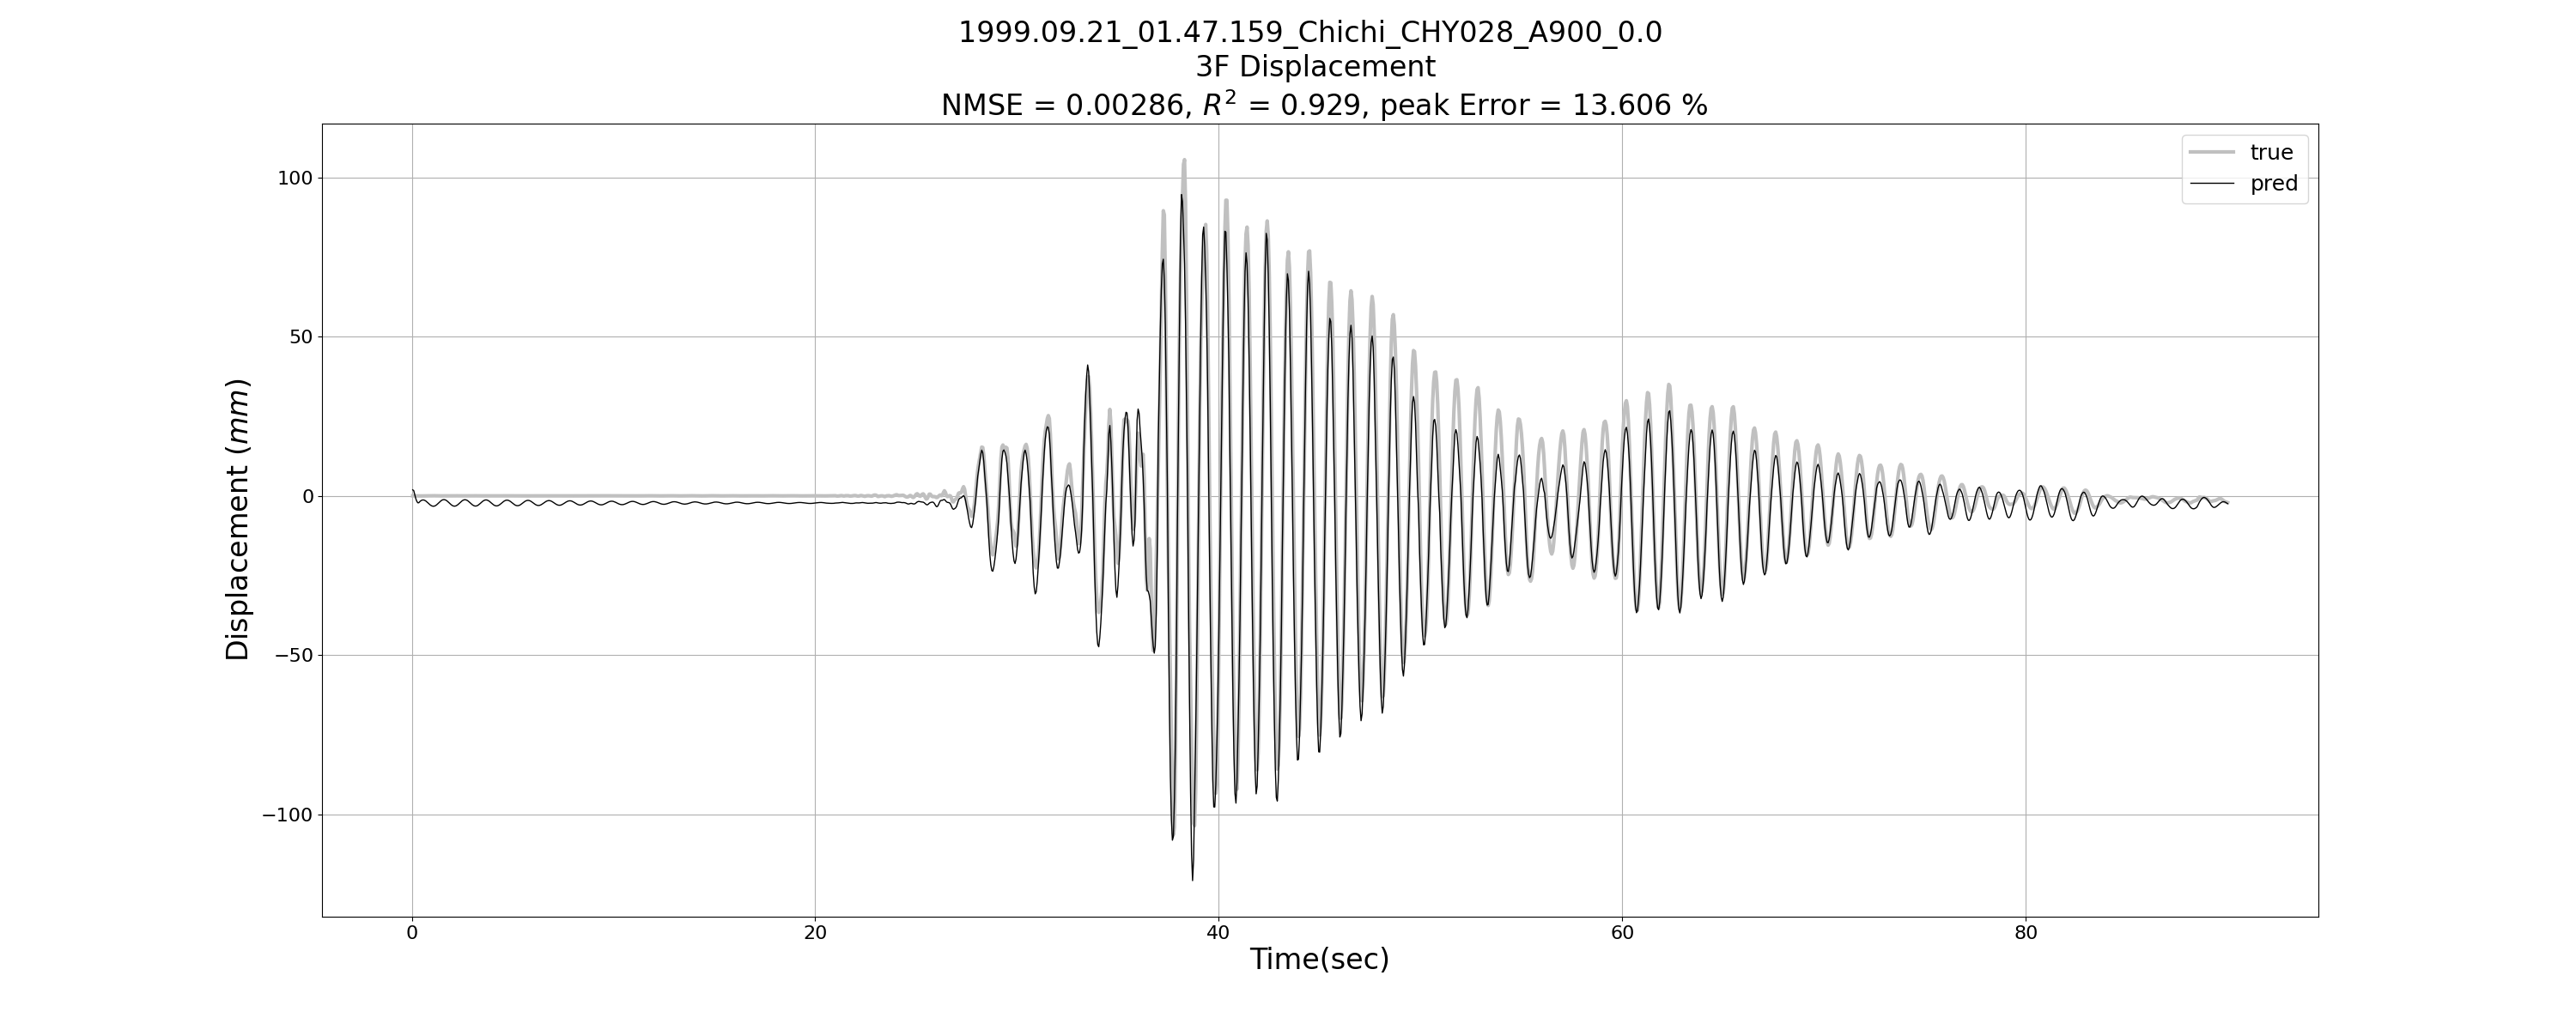 1999.09.21_01.47.159_Chichi_CHY028_A900_0.0
3F Displacement
NMSE = 0.00286, R² = 0.929, peak Error = 13.606 %
true
pred
100
50
0
−50
−100
Displacement (mm)
0
20
40
60
80
Time(sec)